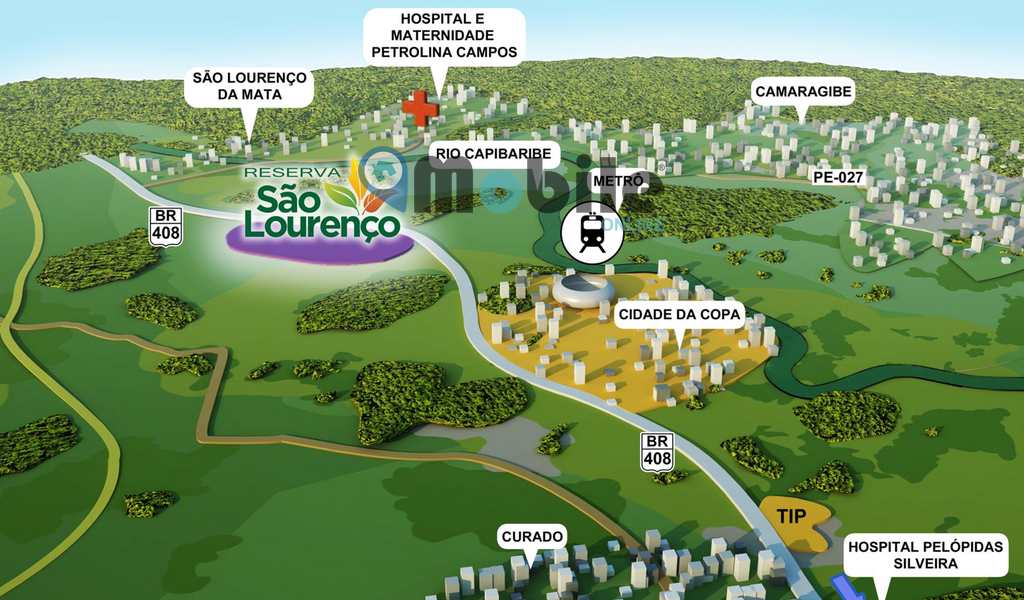 HOSPITAL E
MATERNIDADE
PETROLINA CAMPOS
SÃO LOURENÇO
DA MATA
CAMARAGIBE
RIO CAPIBARIBE
mobile
®
METRÔ
PE-027
RESERVA
São
Lourenço
BR
408
CIDADE DA COPA
BR
408
TIP
CURADO
HOSPITAL PELÓPIDAS
SILVEIRA